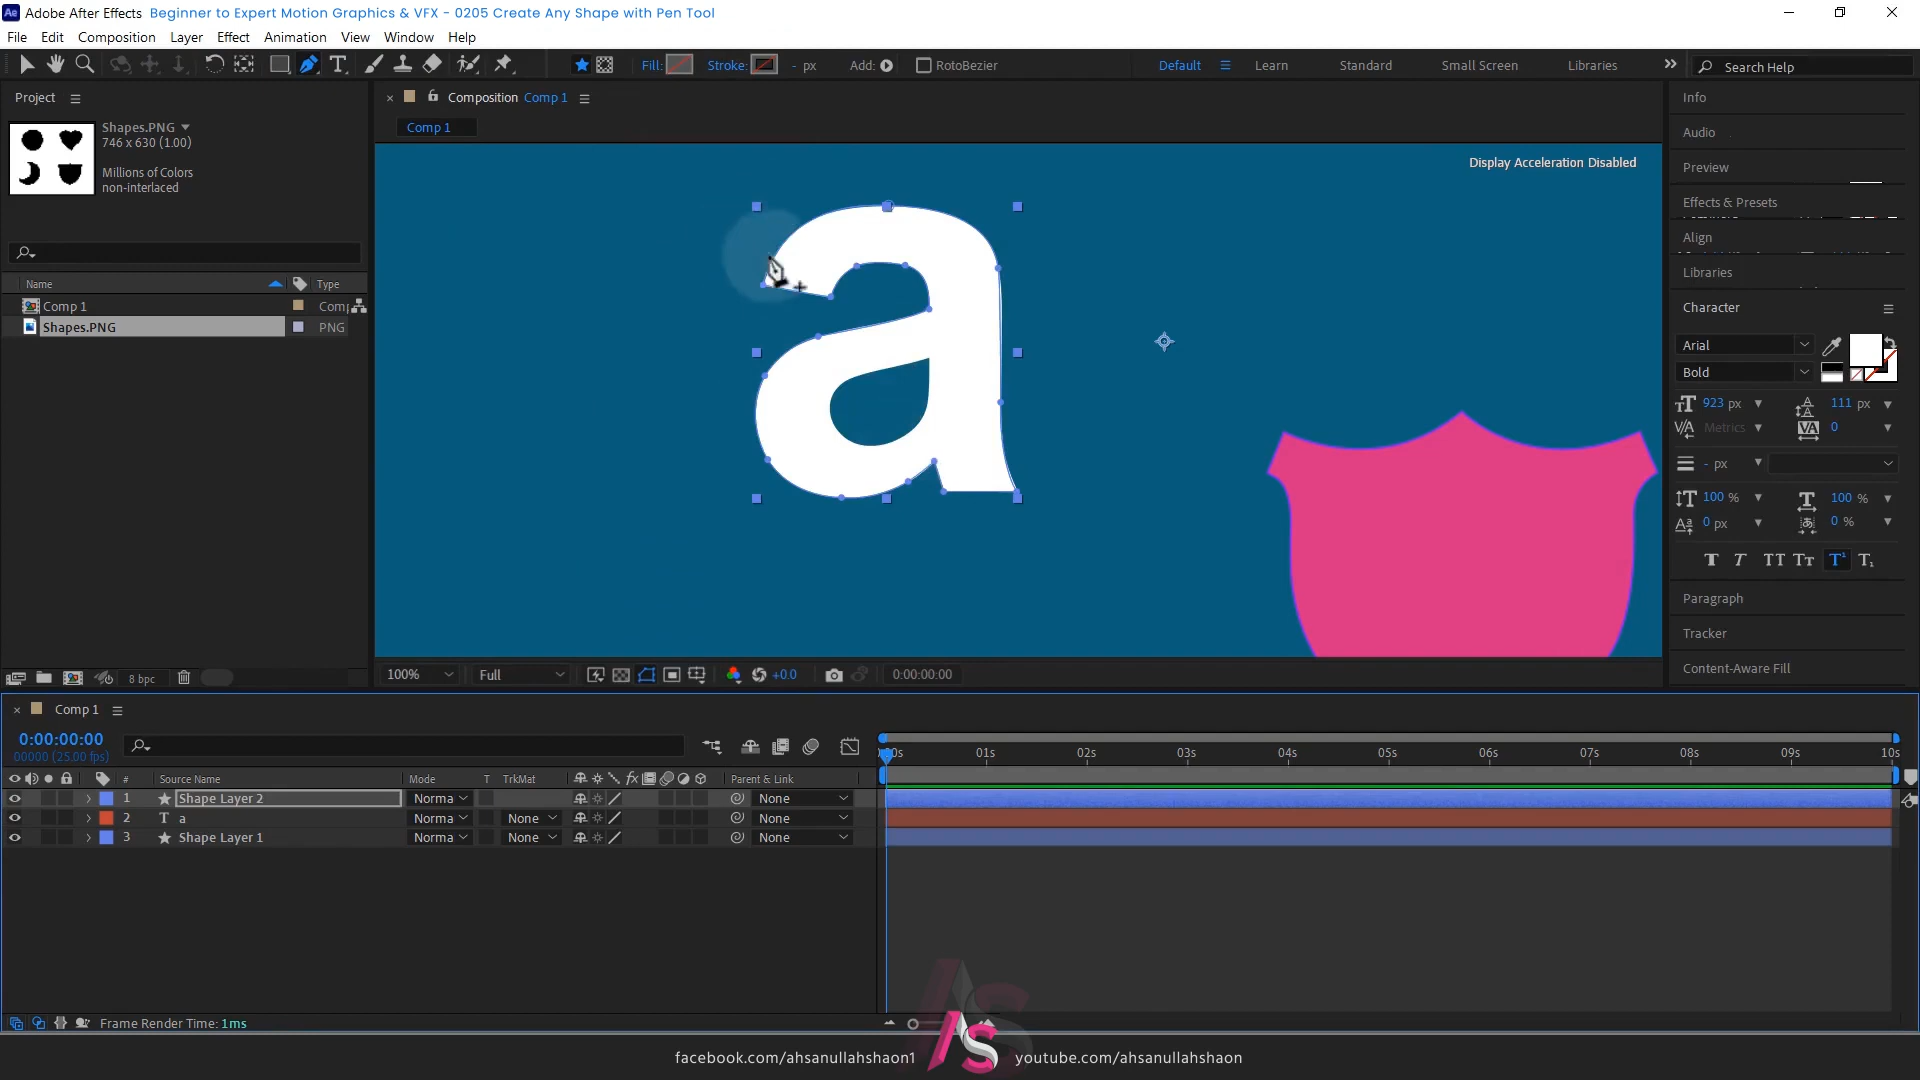 Adobe After Effects
Beginner to Expert Motion Graphics & VFX - 0205 Create Any Shape with Pen Tool
File Edit Composition Layer Effect Animation View Window Help
Fill: Stroke: - px Add: RotoBezier
Default Learn Standard Small Screen Libraries
Search Help
Project
Shapes.PNG
746 x 630 (1.00)
Millions of Colors
non-interlaced
Name Type
Comp 1
Shapes.PNG PNG
8 bpc
Composition Comp 1
Comp 1
Display Acceleration Disabled
a
100% Full +0.0 0:00:00:00
Info
Audio
Preview
Effects & Presets
Align
Libraries
Character
Arial
Bold
923 px 111 px
Metrics 0
- px
100 % 100 %
0 px 0 %
T T TT Tt T¹ T₁
Paragraph
Tracker
Content-Aware Fill
Comp 1
0:00:00:00
00000 (25.00 fps)
01s 02s 03s 04s 05s 06s 07s 08s 09s 10s
# Source Name Mode T TrkMat fx Parent & Link
1 Shape Layer 2 Norma None
2 T a Norma None None
3 Shape Layer 1 Norma None None
Frame Render Time: 1ms
facebook.com/ahsanullahshaon1
youtube.com/ahsanullahshaon